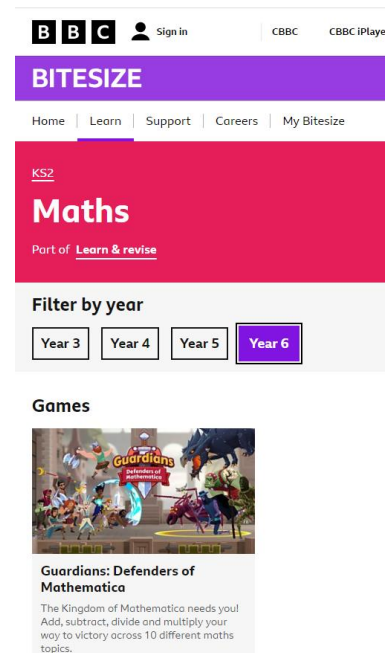 BBC Sign in CBBC CBBC iPlaye
BITESIZE
Home Learn Support Careers My Bitesize
KS2
Maths
Part of Learn & revise
Filter by year
Year 3 Year 4 Year 5 Year 6
Games
Guardians
Defenders of
Mathematica
Guardians: Defenders of
Mathematica
The Kingdom of Mathematica needs you!
Add, subtract, divide and multiply your
way to victory across 10 different maths
topics.